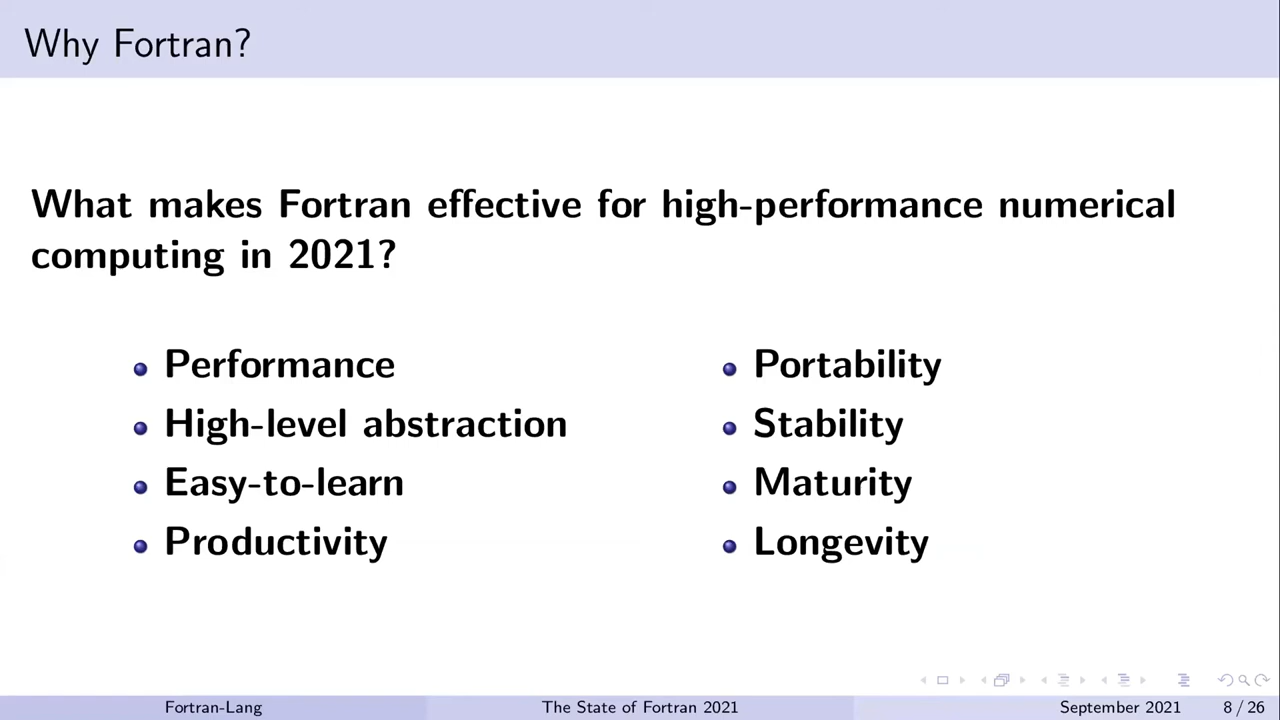 Why Fortran?
What makes Fortran effective for high-performance numerical
computing in 2021?
Performance
High-level abstraction
Easy-to-learn
Productivity
Portability
Stability
Maturity
Longevity
Fortran-Lang
The State of Fortran 2021
September 2021
8 / 26